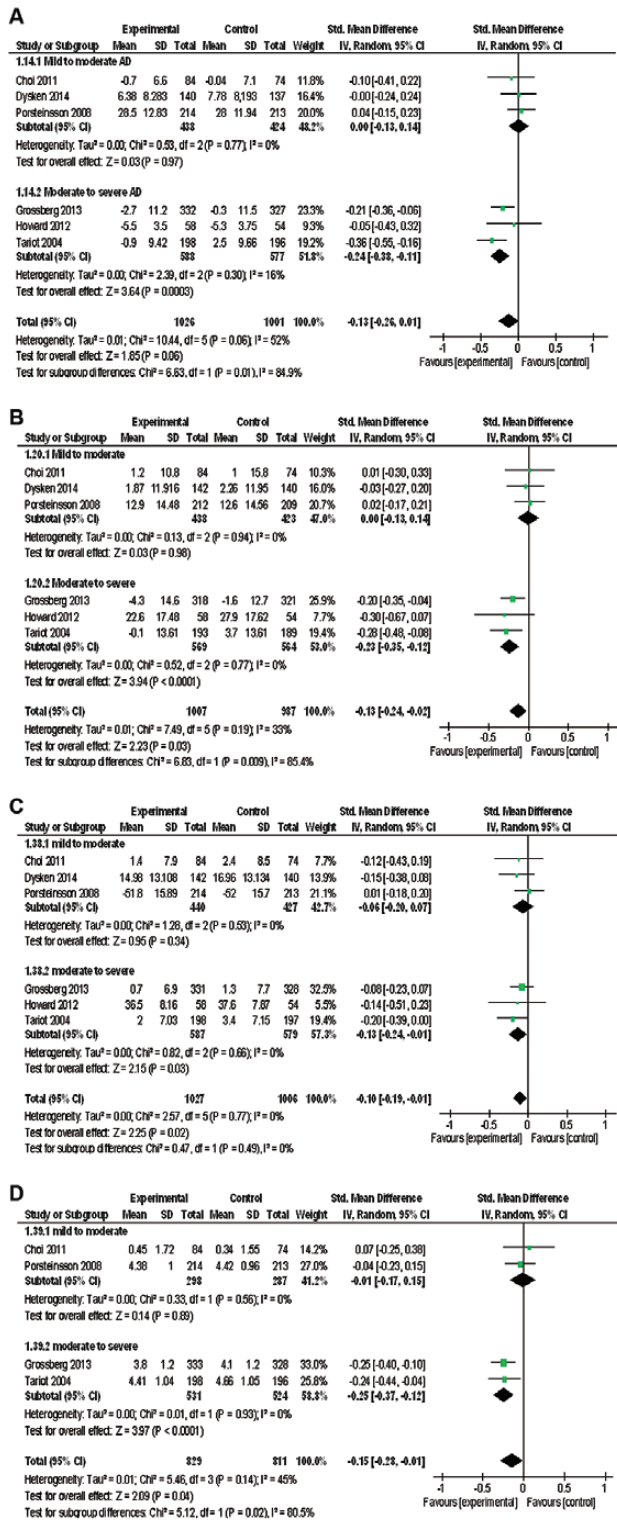 A
Experimental Control Std. Mean Difference Std. Mean Difference
Study or Subgroup Mean SD Total Mean SD Total Weight IV, Random, 95% CI IV, Random, 95% CI
1.14.1 Mild to moderate AD
Choi 2011 -0.7 6.6 84 -0.04 7.1 74 11.8% -0.10 [-0.41, 0.22]
Dysken 2014 6.38 8.283 140 7.78 8,193 137 16.4% -0.00 [-0.24, 0.24]
Porsteinsson 2008 28.5 12.83 214 28 11.94 213 20.0% 0.04 [-0.15, 0.23]
Subtotal (95% CI) 438 424 48.2% 0.00 [-0.13, 0.14]
Heterogeneity: Tau² = 0.00; Chi² = 0.53, df = 2 (P = 0.77); I² = 0%
Test for overall effect: Z = 0.03 (P = 0.97)
1.14.2 Moderate to severe AD
Grossberg 2013 -2.7 11.2 332 -0.3 11.5 327 23.3% -0.21 [-0.36, -0.06]
Howard 2012 -5.5 3.5 58 -5.3 3.75 54 9.2% -0.05 [-0.43, 0.32]
Tariot 2004 -0.9 9.42 198 2.5 9.66 196 19.2% -0.36 [-0.55, -0.16]
Subtotal (95% CI) 588 577 51.8% -0.24 [-0.38, -0.11]
Heterogeneity: Tau² = 0.00; Chi² = 2.39, df = 2 (P = 0.30); I² = 16%
Test for overall effect: Z = 3.64 (P = 0.0003)
Total (95% CI) 1026 1001 100.0% -0.13 [-0.26, 0.01]
Heterogeneity: Tau² = 0.01; Chi² = 10.44, df = 5 (P = 0.06); I² = 52%
Test for overall effect: Z = 1.85 (P = 0.06)
Test for subgroup differences: Chi² = 6.63, df = 1 (P = 0.01), I² = 84.9%
-1 -0.5 0 0.5 1
Favours [experimental] Favours [control]
B
Experimental Control Std. Mean Difference Std. Mean Difference
Study or Subgroup Mean SD Total Mean SD Total Weight IV, Random, 95% CI IV, Random, 95% CI
1.20.1 Mild to moderate
Choi 2011 1.2 10.8 84 1 15.8 74 10.3% 0.01 [-0.30, 0.33]
Dysken 2014 1.87 11.916 142 2.26 11.95 140 16.0% -0.03 [-0.27, 0.20]
Porsteinsson 2008 12.9 14.48 212 12.6 14.56 209 20.7% 0.02 [-0.17, 0.21]
Subtotal (95% CI) 438 423 47.0% 0.00 [-0.13, 0.14]
Heterogeneity: Tau² = 0.00; Chi² = 0.13, df = 2 (P = 0.94); I² = 0%
Test for overall effect: Z = 0.03 (P = 0.98)
1.20.2 Moderate to severe
Grossberg 2013 -4.3 14.6 318 -1.6 12.7 321 25.9% -0.20 [-0.35, -0.04]
Howard 2012 22.6 17.48 58 27.9 17.62 54 7.7% -0.30 [-0.67, 0.07]
Tariot 2004 -0.1 13.61 193 3.7 13.61 189 19.4% -0.28 [-0.48, -0.08]
Subtotal (95% CI) 569 564 53.0% -0.23 [-0.35, -0.12]
Heterogeneity: Tau² = 0.00; Chi² = 0.52, df = 2 (P = 0.77); I² = 0%
Test for overall effect: Z = 3.94 (P < 0.0001)
Total (95% CI) 1007 987 100.0% -0.13 [-0.24, -0.02]
Heterogeneity: Tau² = 0.01; Chi² = 7.49, df = 5 (P = 0.19); I² = 33%
Test for overall effect: Z = 2.23 (P = 0.03)
Test for subgroup differences: Chi² = 6.83, df = 1 (P = 0.009), I² = 85.4%
-1 -0.5 0 0.5 1
Favours [experimental] Favours [control]
C
Experimental Control Std. Mean Difference Std. Mean Difference
Study or Subgroup Mean SD Total Mean SD Total Weight IV, Random, 95% CI IV, Random, 95% CI
1.38.1 mild to moderate
Choi 2011 1.4 7.9 84 2.4 8.5 74 7.7% -0.12 [-0.43, 0.19]
Dysken 2014 14.98 13.108 142 16.96 13.134 140 13.9% -0.15 [-0.38, 0.08]
Porsteinsson 2008 -51.8 15.89 214 -52 15.7 213 21.1% 0.01 [-0.18, 0.20]
Subtotal (95% CI) 440 427 42.7% -0.06 [-0.20, 0.07]
Heterogeneity: Tau² = 0.00; Chi² = 1.28, df = 2 (P = 0.53); I² = 0%
Test for overall effect: Z = 0.95 (P = 0.34)
1.38.2 moderate to severe
Grossberg 2013 0.7 6.9 331 1.3 7.7 328 32.5% -0.08 [-0.23, 0.07]
Howard 2012 36.5 8.16 58 37.6 7.87 54 5.5% -0.14 [-0.51, 0.23]
Tariot 2004 2 7.03 198 3.4 7.15 197 19.4% -0.20 [-0.39, 0.00]
Subtotal (95% CI) 587 579 57.3% -0.13 [-0.24, -0.01]
Heterogeneity: Tau² = 0.00; Chi² = 0.82, df = 2 (P = 0.66); I² = 0%
Test for overall effect: Z = 2.15 (P = 0.03)
Total (95% CI) 1027 1006 100.0% -0.10 [-0.19, -0.01]
Heterogeneity: Tau² = 0.00; Chi² = 2.57, df = 5 (P = 0.77); I² = 0%
Test for overall effect: Z = 2.25 (P = 0.02)
Test for subgroup differences: Chi² = 0.47, df = 1 (P = 0.49), I² = 0%
-1 -0.5 0 0.5 1
Favours [experimental] Favours [control]
D
Experimental Control Std. Mean Difference Std. Mean Difference
Study or Subgroup Mean SD Total Mean SD Total Weight IV, Random, 95% CI IV, Random, 95% CI
1.39.1 mild to moderate
Choi 2011 0.45 1.72 84 0.34 1.55 74 14.2% 0.07 [-0.25, 0.38]
Porsteinsson 2008 4.38 1 214 4.42 0.96 213 27.0% -0.04 [-0.23, 0.15]
Subtotal (95% CI) 298 287 41.2% -0.01 [-0.17, 0.15]
Heterogeneity: Tau² = 0.00; Chi² = 0.33, df = 1 (P = 0.56); I² = 0%
Test for overall effect: Z = 0.14 (P = 0.89)
1.39.2 moderate to severe
Grossberg 2013 3.8 1.2 333 4.1 1.2 328 33.0% -0.25 [-0.40, -0.10]
Tariot 2004 4.41 1.04 198 4.66 1.05 196 25.8% -0.24 [-0.44, -0.04]
Subtotal (95% CI) 531 524 58.8% -0.25 [-0.37, -0.12]
Heterogeneity: Tau² = 0.00; Chi² = 0.01, df = 1 (P = 0.93); I² = 0%
Test for overall effect: Z = 3.97 (P < 0.0001)
Total (95% CI) 829 811 100.0% -0.15 [-0.28, -0.01]
Heterogeneity: Tau² = 0.01; Chi² = 5.46, df = 3 (P = 0.14); I² = 45%
Test for overall effect: Z = 2.09 (P = 0.04)
Test for subgroup differences: Chi² = 5.12, df = 1 (P = 0.02), I² = 80.5%
-1 -0.5 0 0.5 1
Favours [experimental] Favours [control]